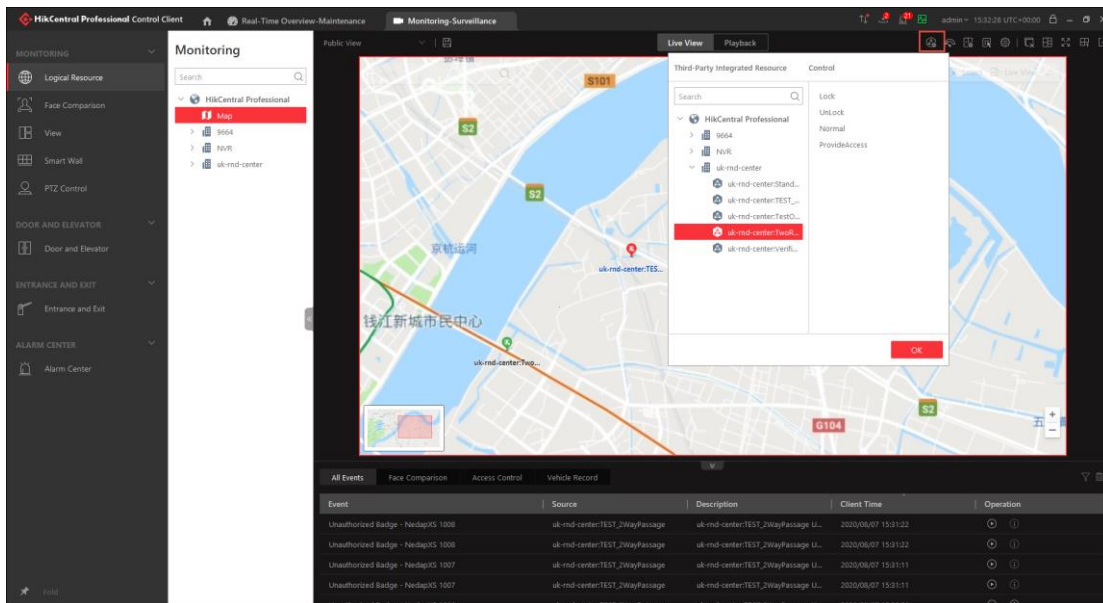 HikCentral Professional Control Client
Real-Time Overview-Maintenance
Monitoring-Surveillance
admin 15:32:28 UTC+00:00
MONITORING
Logical Resource
Face Comparison
View
Smart Wall
PTZ Control
DOOR AND ELEVATOR
Door and Elevator
ENTRANCE AND EXIT
Entrance and Exit
ALARM CENTER
Alarm Center
Fold
Monitoring
Search
HikCentral Professional
Map
9664
NVR
uk-rnd-center
Public View
Live View Playback
S101
S2
S2
京杭运河
uk-rnd-center:TES...
钱江新城市民中心
uk-rnd-center:Two...
S2
G104
Third-Party Integrated Resource Control
Search
HikCentral Professional
9664
NVR
uk-rnd-center
uk-rnd-center:Stand...
uk-rnd-center:TEST_...
uk-rnd-center:TestO...
uk-rnd-center:TwoR...
uk-rnd-center:Verifi...
Lock
UnLock
Normal
ProvideAccess
OK
All Events Face Comparison Access Control Vehicle Record
Event Source Description Client Time Operation
Unauthorized Badge - NedapXS 1008 uk-rnd-center:TEST_2WayPassage uk-rnd-center:TEST_2WayPassage U... 2020/08/07 15:31:22
Unauthorized Badge - NedapXS 1008 uk-rnd-center:TEST_2WayPassage uk-rnd-center:TEST_2WayPassage U... 2020/08/07 15:31:22
Unauthorized Badge - NedapXS 1007 uk-rnd-center:TEST_2WayPassage uk-rnd-center:TEST_2WayPassage U... 2020/08/07 15:31:11
Unauthorized Badge - NedapXS 1007 uk-rnd-center:TEST_2WayPassage uk-rnd-center:TEST_2WayPassage U... 2020/08/07 15:31:11